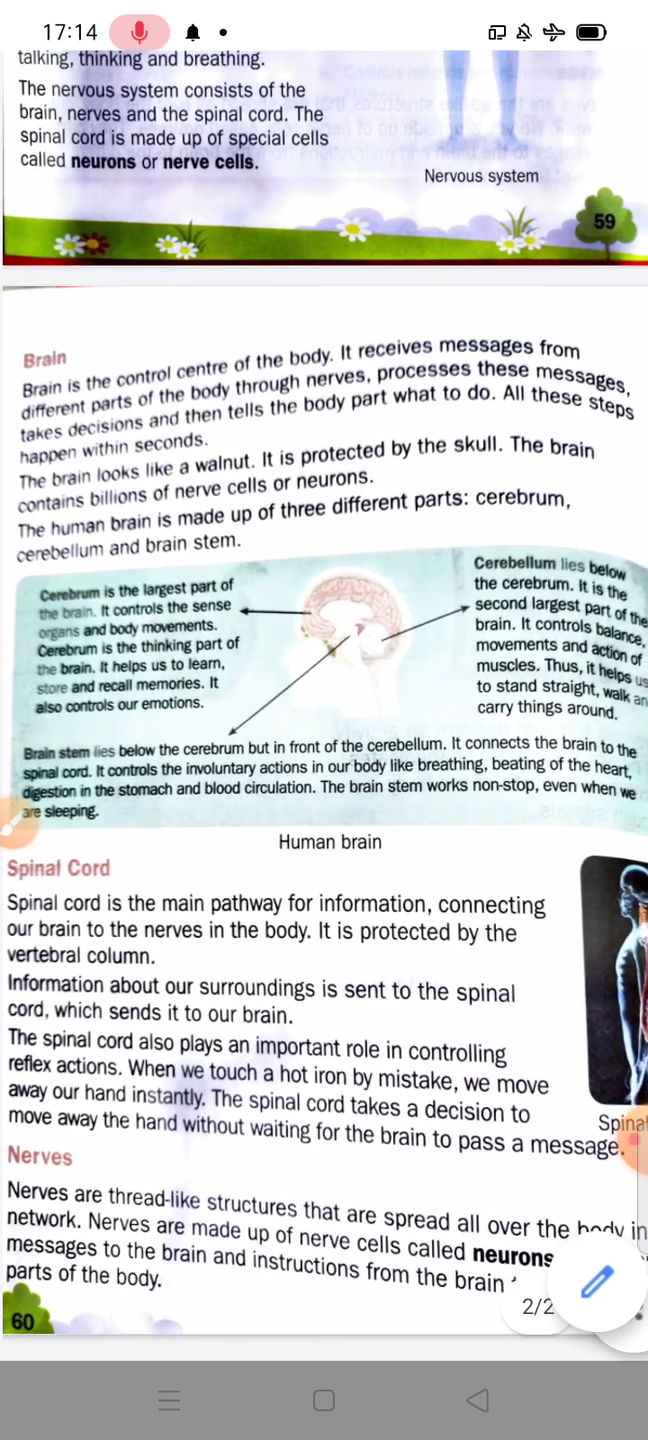 17:14
talking, thinking and breathing.
The nervous system consists of the
brain, nerves and the spinal cord. The
spinal cord is made up of special cells
called neurons or nerve cells.
Nervous system
59
Brain
Brain is the control centre of the body. It receives messages from
different parts of the body through nerves, processes these messages,
takes decisions and then tells the body part what to do. All these steps
happen within seconds.
The brain looks like a walnut. It is protected by the skull. The brain
contains billions of nerve cells or neurons.
The human brain is made up of three different parts: cerebrum,
cerebellum and brain stem.
Cerebrum is the largest part of
the brain. It controls the sense
organs and body movements.
Cerebrum is the thinking part of
the brain. It helps us to learn,
store and recall memories. It
also controls our emotions.
Cerebellum lies below
the cerebrum. It is the
second largest part of the
brain. It controls balance,
movements and action of
muscles. Thus, it helps us
to stand straight, walk an
carry things around.
Brain stem lies below the cerebrum but in front of the cerebellum. It connects the brain to the
spinal cord. It controls the involuntary actions in our body like breathing, beating of the heart,
digestion in the stomach and blood circulation. The brain stem works non-stop, even when we
are sleeping.
Human brain
Spinal Cord
Spinal cord is the main pathway for information, connecting
our brain to the nerves in the body. It is protected by the
vertebral column.
Information about our surroundings is sent to the spinal
cord, which sends it to our brain.
The spinal cord also plays an important role in controlling
reflex actions. When we touch a hot iron by mistake, we move
away our hand instantly. The spinal cord takes a decision to
move away the hand without waiting for the brain to pass a message.
Spinal
Nerves
Nerves are thread-like structures that are spread all over the body in
network. Nerves are made up of nerve cells called neurons
messages to the brain and instructions from the brain
parts of the body.
2/2
60